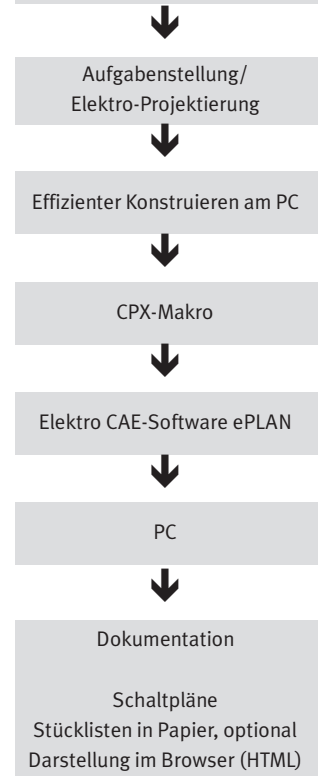 Aufgabenstellung/
Elektro-Projektierung
Effizienter Konstruieren am PC
CPX-Makro
Elektro CAE-Software ePLAN
PC
Dokumentation
Schaltpläne
Stücklisten in Papier, optional
Darstellung im Browser (HTML)